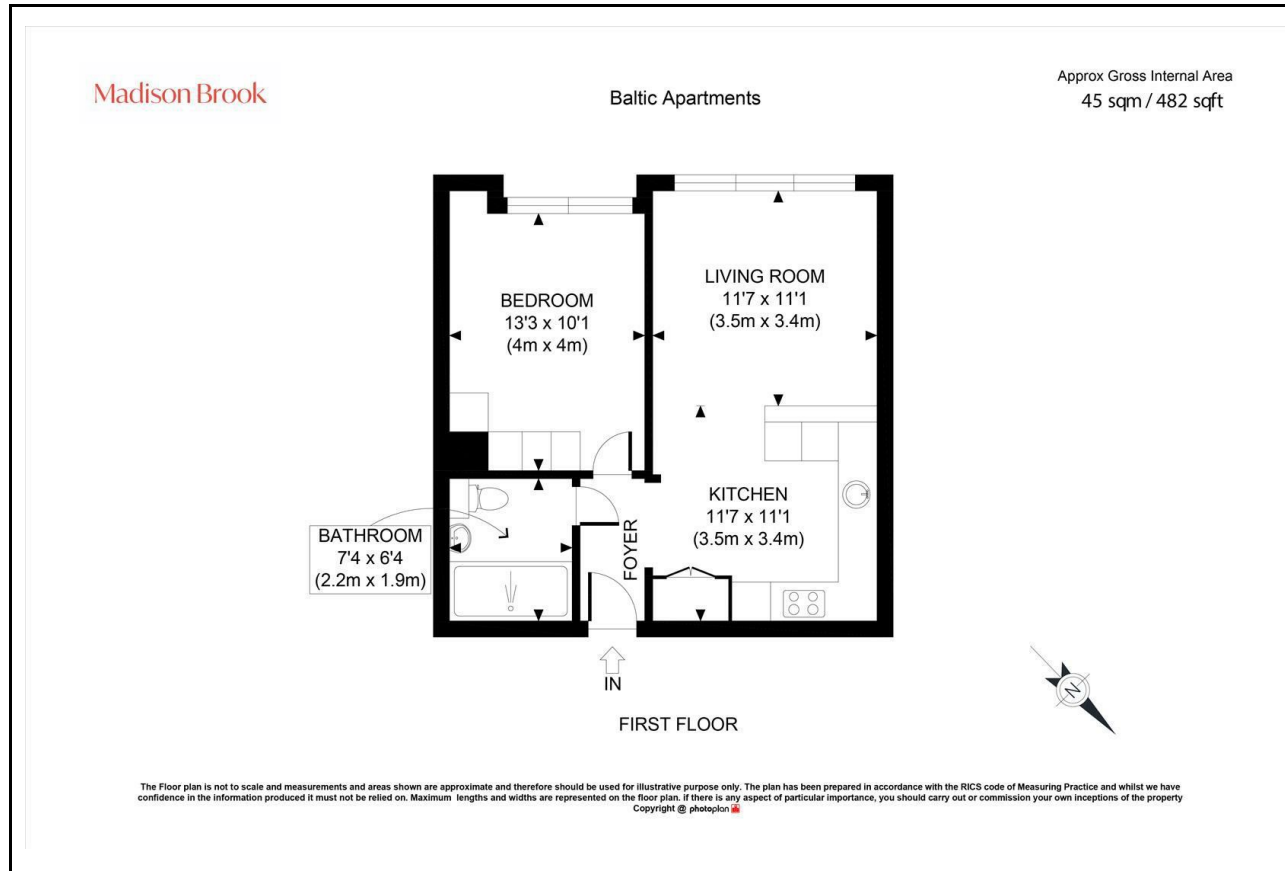 Madison Brook
Baltic Apartments
Approx Gross Internal Area
45 sqm / 482 sqft
BEDROOM
13'3 x 10'1
(4m x 4m)
LIVING ROOM
11'7 x 11'1
(3.5m x 3.4m)
KITCHEN
11'7 x 11'1
(3.5m x 3.4m)
BATHROOM
7'4 x 6'4
(2.2m x 1.9m)
FOYER
IN
N
FIRST FLOOR
The Floor plan is not to scale and measurements and areas shown are approximate and therefore should be used for illustrative purpose only. The plan has been prepared in accordance with the RICS code of Measuring Practice and whilst we have
confidence in the information produced it must not be relied on. Maximum lengths and widths are represented on the floor plan. if there is any aspect of particular importance, you should carry out or commission your own inceptions of the property
Copyright @ photoplan